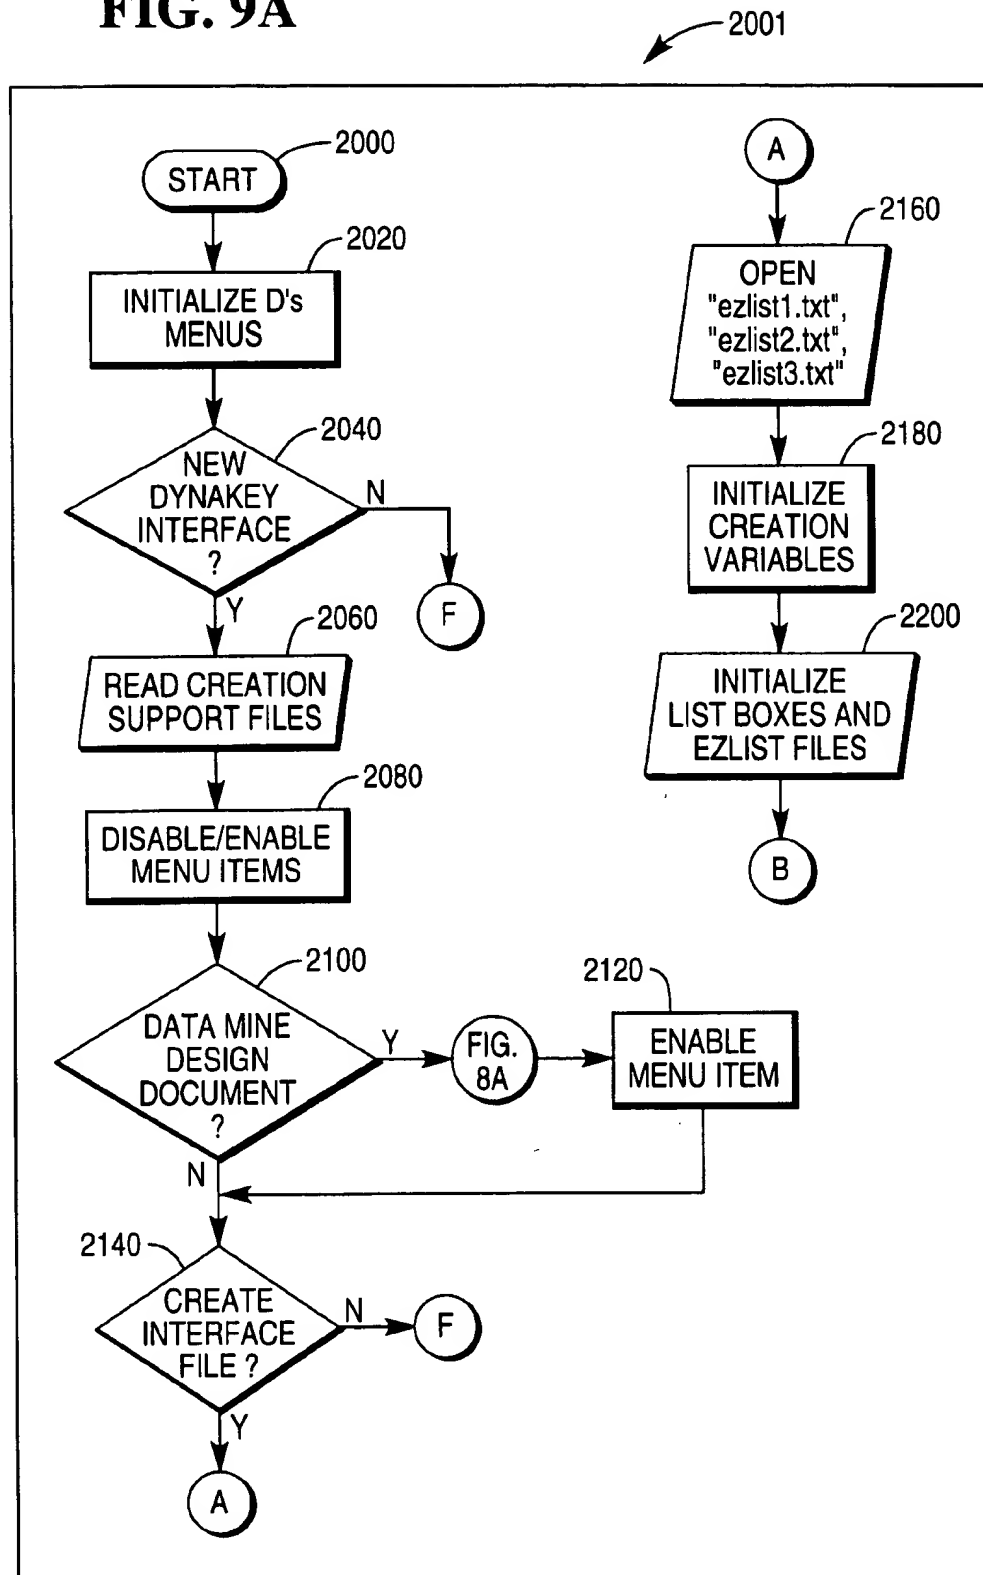 FIG. 9A
2001
2000
START
2020
INITIALIZE D's
MENUS
2040
NEW
DYNAKEY
INTERFACE
?
N
F
Y
2060
READ CREATION
SUPPORT FILES
2080
DISABLE/ENABLE
MENU ITEMS
2100
DATA MINE
DESIGN
DOCUMENT
?
Y
FIG.
8A
2120
ENABLE
MENU ITEM
N
2140
CREATE
INTERFACE
FILE ?
N
F
Y
A
A
2160
OPEN
"ezlist1.txt",
"ezlist2.txt",
"ezlist3.txt"
2180
INITIALIZE
CREATION
VARIABLES
2200
INITIALIZE
LIST BOXES AND
EZLIST FILES
B